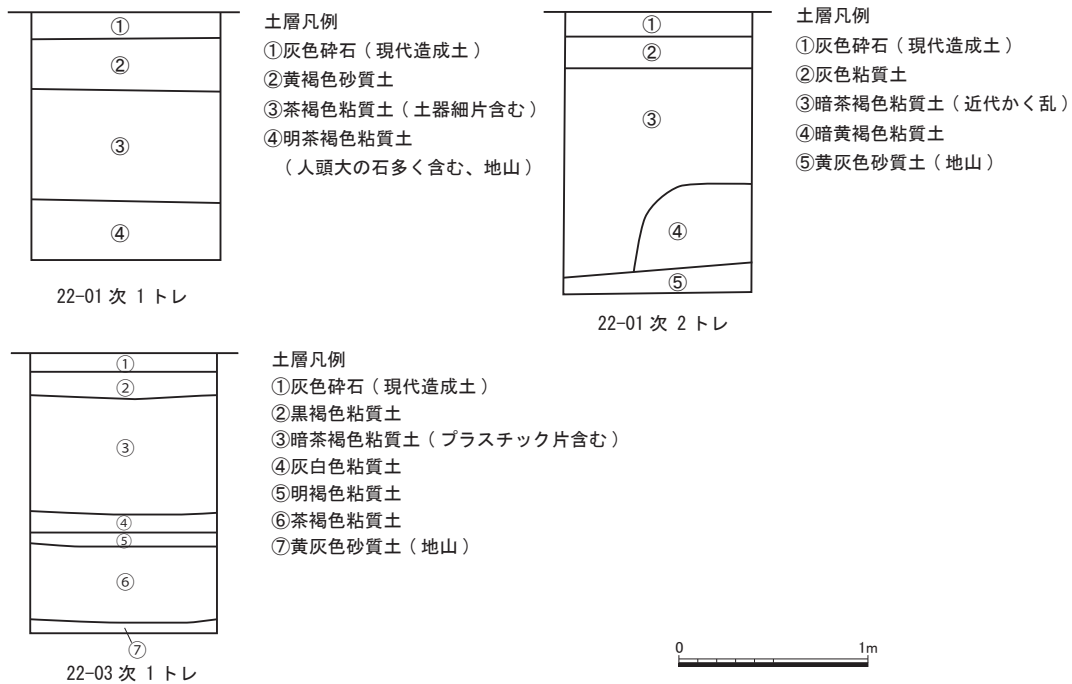 ①
②
③
④
土層凡例
①灰色砕石（現代造成土）
②黄褐色砂質土
③茶褐色粘質土（土器細片含む）
④明茶褐色粘質土
（人頭大の石多く含む、地山）
22-01 次 1 トレ
①
②
③
④
⑤
土層凡例
①灰色砕石（現代造成土）
②灰色粘質土
③暗茶褐色粘質土（近代かく乱）
④暗黄褐色粘質土
⑤黄灰色砂質土（地山）
22-01 次 2 トレ
①
②
③
④
⑤
⑥
⑦
土層凡例
①灰色砕石（現代造成土）
②黒褐色粘質土
③暗茶褐色粘質土（プラスチック片含む）
④灰白色粘質土
⑤明褐色粘質土
⑥茶褐色粘質土
⑦黄灰色砂質土（地山）
22-03 次 1 トレ
0 1m